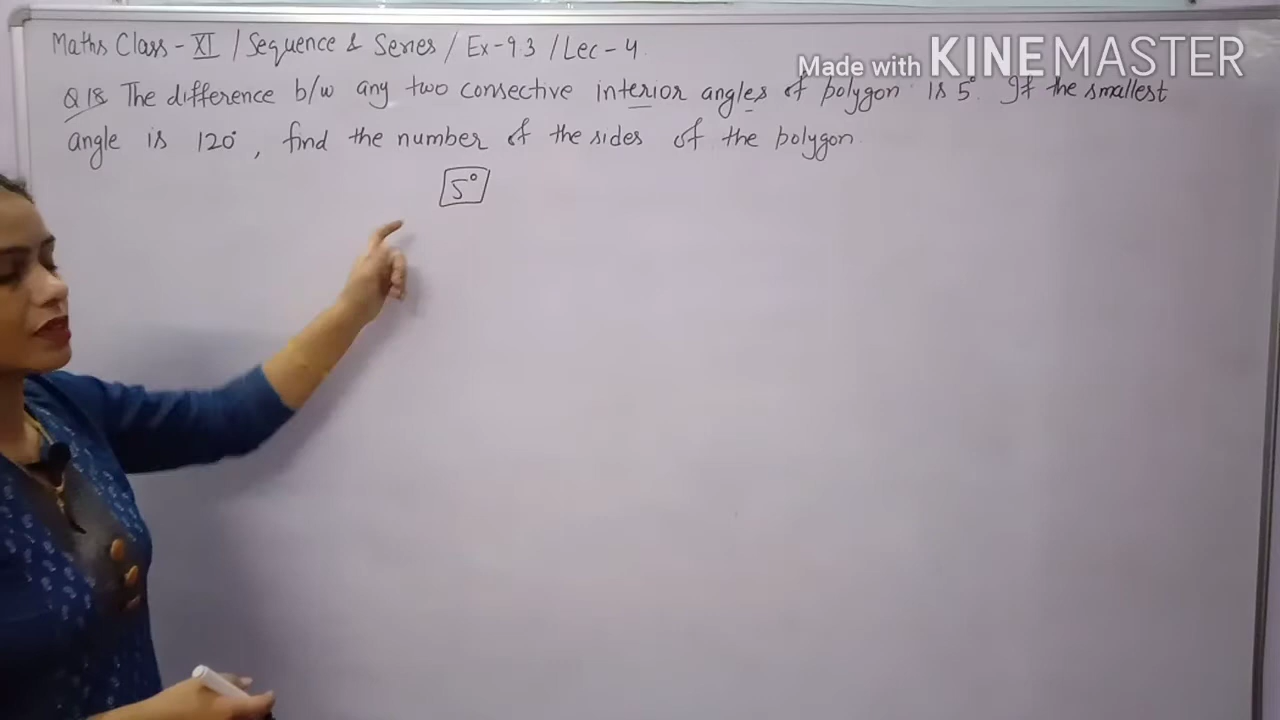 Maths Class - XI / Sequence & Series / Ex-9.3 / Lec-4.
Made with KINEMASTER
Q18 The difference b/w any two consective interior angles of polygon is 5°. If the smallest
angle is 120°, find the number of the sides of the polygon.
5°